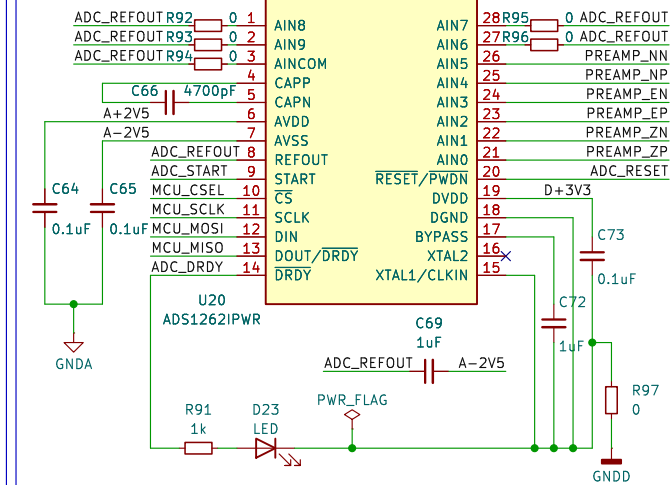 ADC_REFOUT R92 0 1 AIN8 AIN7 28 R95 0 ADC_REFOUT
ADC_REFOUT R93 0 2 AIN9 AIN6 27 R96 0 ADC_REFOUT
ADC_REFOUT R94 0 3 AINCOM AIN5 26 PREAMP_NN
4 CAPP AIN4 25 PREAMP_NP
C66 4700pF 5 CAPN AIN3 24 PREAMP_EN
A+2V5 6 AVDD AIN2 23 PREAMP_EP
A-2V5 7 AVSS AIN1 22 PREAMP_ZN
ADC_REFOUT 8 REFOUT AIN0 21 PREAMP_ZP
ADC_START 9 START RESET/PWDN 20 ADC_RESET
C64 C65 MCU_CSEL 10 CS DVDD 19 D+3V3
MCU_SCLK 11 SCLK DGND 18
0.1uF 0.1uF MCU_MOSI 12 DIN BYPASS 17 C73
MCU_MISO 13 DOUT/DRDY XTAL2 16
ADC_DRDY 14 DRDY XTAL1/CLKIN 15 0.1uF
U20 C72
ADS1262IPWR
C69
1uF 1uF
GNDA ADC_REFOUT A-2V5
PWR_FLAG R97
R91 D23 0
1k LED
GNDD